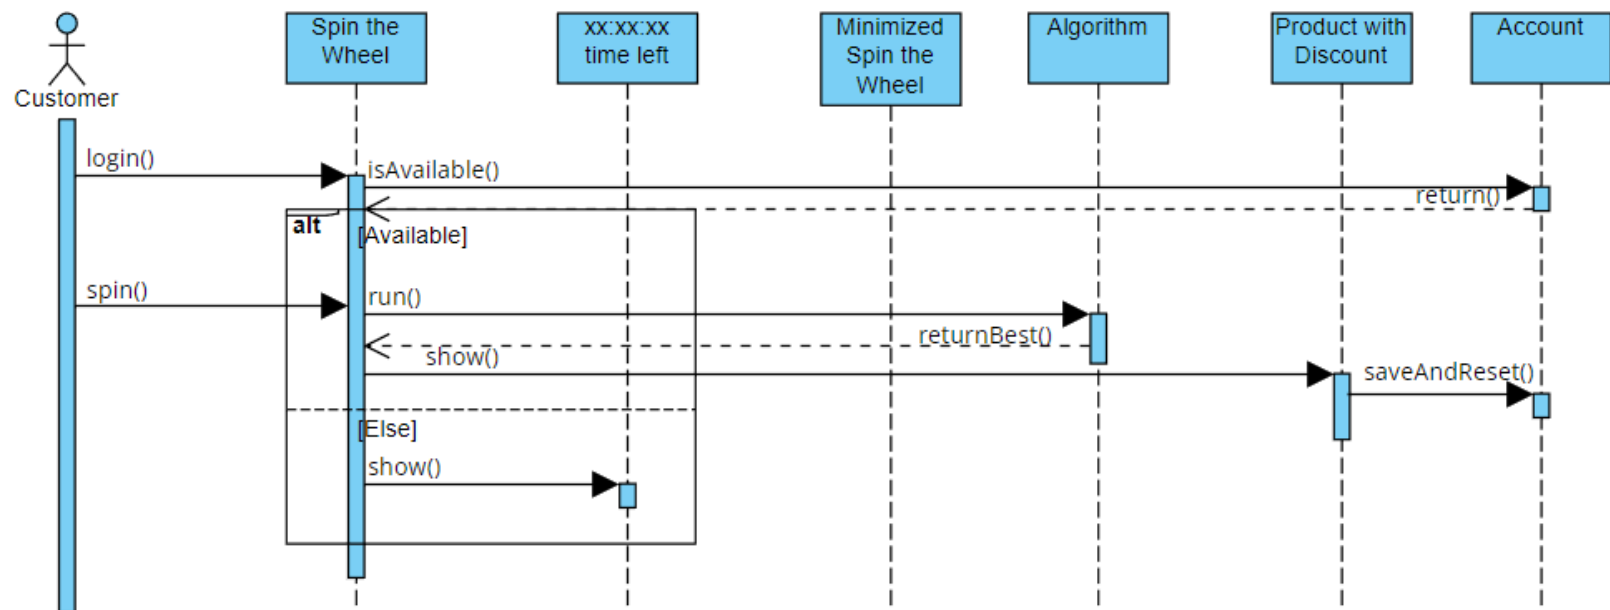 Customer
Spin the
Wheel
xx:xx:xx
time left
Minimized
Spin the
Wheel
Algorithm
Product with
Discount
Account
login()
isAvailable()
return()
alt
[Available]
spin()
run()
returnBest()
show()
saveAndReset()
[Else]
show()